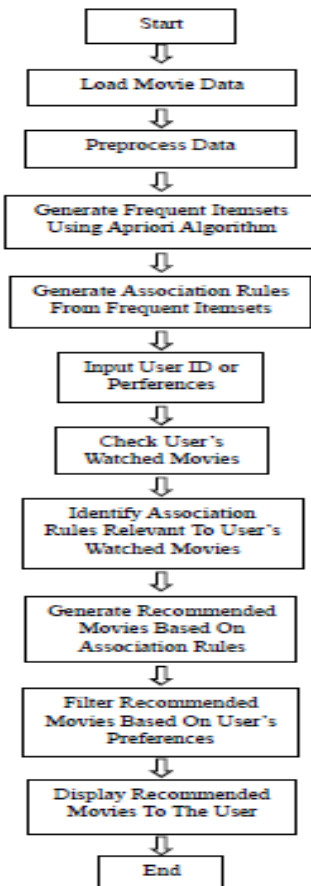 Start
Load Movie Data
Preprocess Data
Generate Frequent Itemsets
Using Apriori Algorithm
Generate Association Rules
From Frequent Itemsets
Input User ID or
Perferences
Check User's
Watched Movies
Identify Association
Rules Relevant To User's
Watched Movies
Generate Recommended
Movies Based On
Association Rules
Filter Recommended
Movies Based On User's
Preferences
Display Recommended
Movies To The User
End